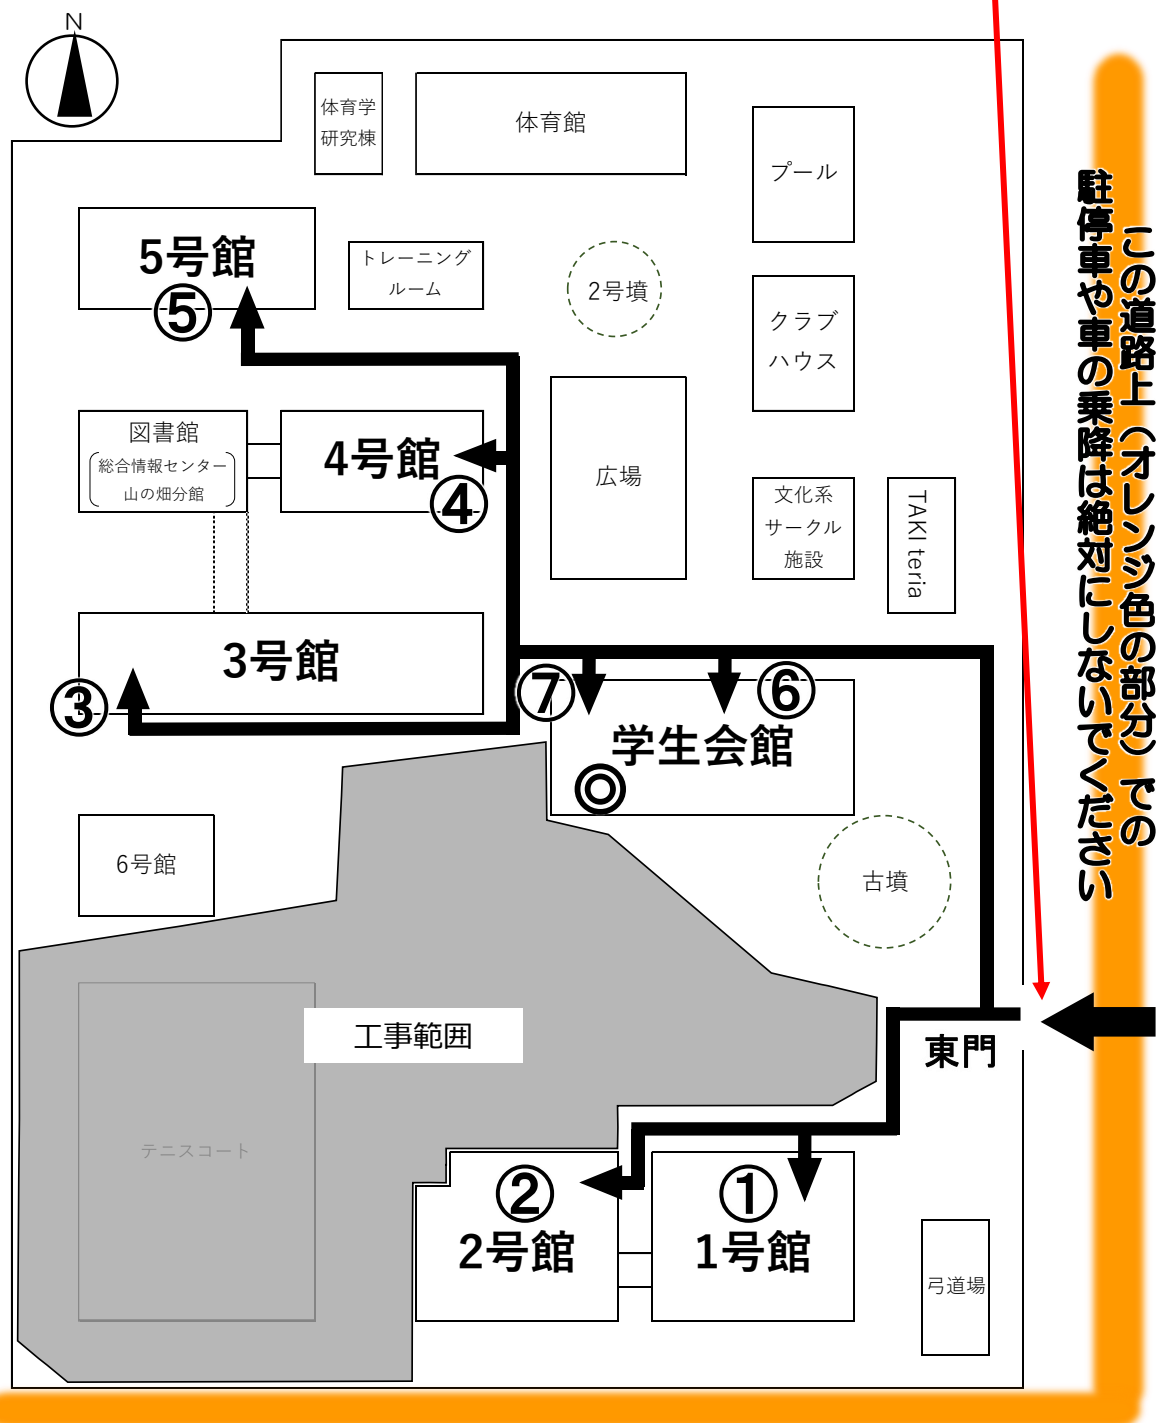 N
体育学
研究棟
体育館
プール
5号館
⑤
トレーニング
ルーム
2号墳
クラブ
ハウス
図書館
総合情報センター
山の畑分館
4号館
④
広場
文化系
サークル
施設
TAKI teria
3号館
③
⑦
⑥
学生会館
◎
6号館
古墳
工事範囲
東門
テニスコート
②
2号館
①
1号館
弓道場
この道路上（オレンジ色の部分）での
駐停車や車の乗降は絶対にしないでください